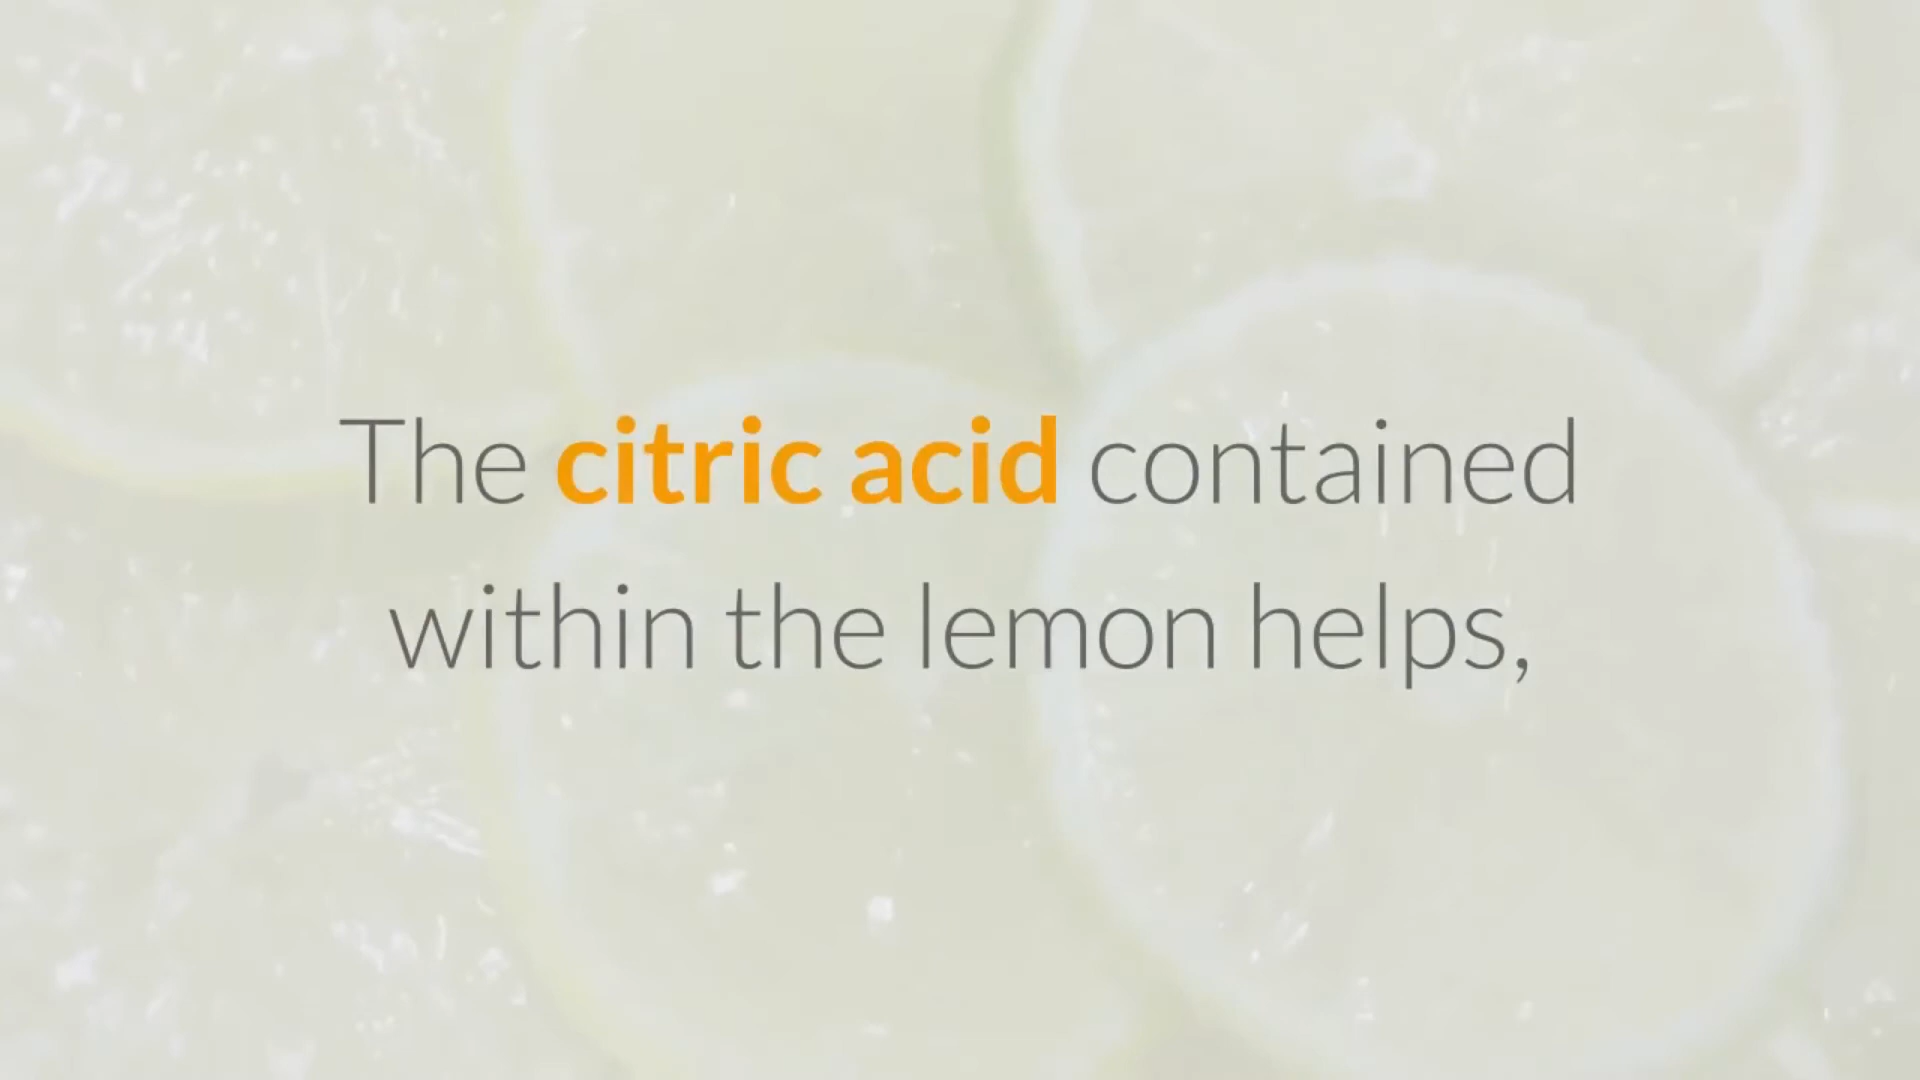 The citric acid contained
within the lemon helps,